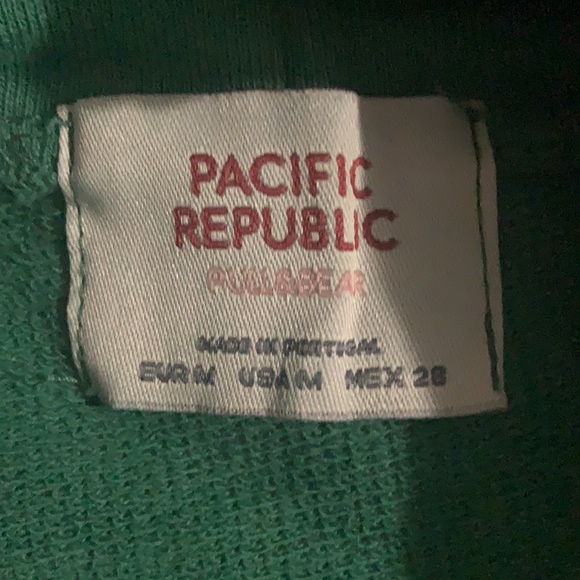 PACIFIC
REPUBLIC
PULL&BEAR
MADE IN PORTUGAL
EUR M USA M MEX 28